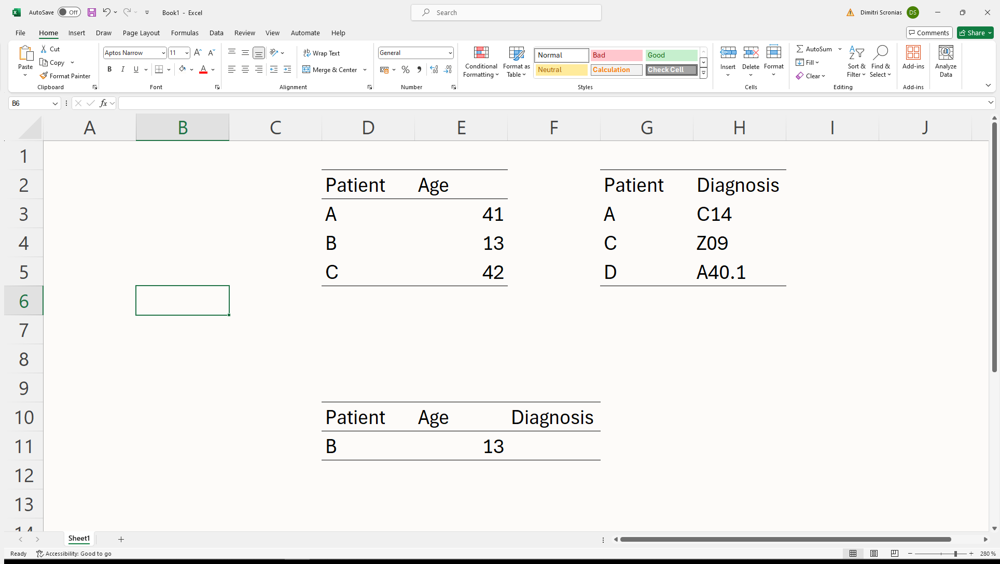 AutoSave Off Book1 - Excel Search Dimitri Scronias DS
File Home Insert Draw Page Layout Formulas Data Review View Automate Help Comments Share
Paste Cut Copy Format Painter Clipboard
Aptos Narrow 11 B I U Font
Wrap Text Merge & Center Alignment
General Number
Conditional Formatting Format as Table
Normal Bad Good
Neutral Calculation Check Cell
Styles
Insert Delete Format Cells
AutoSum Fill Clear Sort & Filter Find & Select Editing
Add-ins Add-ins
Analyze Data
B6 fx
A B C D E F G H I J
1
2 Patient Age Patient Diagnosis
3 A 41 A C14
4 B 13 C Z09
5 C 42 D A40.1
6
7
8
9
10 Patient Age Diagnosis
11 B 13
12
13
14
Sheet1
Ready Accessibility: Good to go 280 %